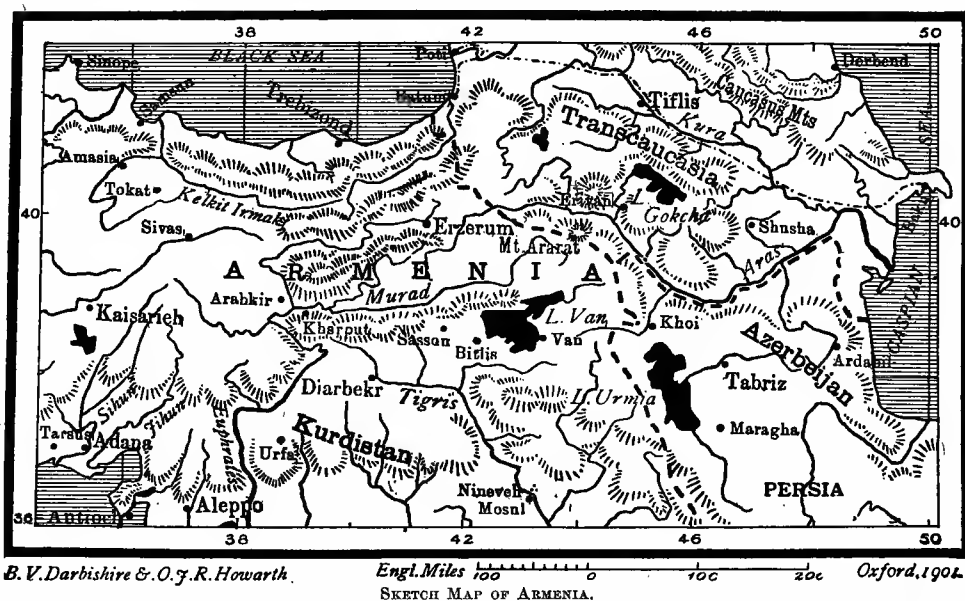 38 42 46 50
BLACK SEA
Sinope
Samsun
Trebizond
Poti
Batum
Derbend
Caucasus Mts
Tiflis
Kura
Transcaucasia
CASPIAN SEA
Amasia
Tokat
Kelkit Irmak
Erivan
L. Gokcha
40 40
Sivas
Erzerum
Mt. Ararat
Shusha
Aras
ARMENIA
Arabkir
Murad
Kaisarieh
Kharput
Sassun
Bitlis
L. Van
Van
Khoi
Azerbeijan
Ardabil
Diarbekr
Tigris
L. Urmia
Tabriz
Sihun
Jihun
Euphrates
Tarsus
Adana
Urfa
Kurdistan
Maragha
Nineveh
Mosul
PERSIA
Aleppo
Antioch
36
38 42 46 50
B.V.Darbishire & O.J.R.Howarth. Engl.Miles 100 0 100 200 Oxford,1901.
SKETCH MAP OF ARMENIA.